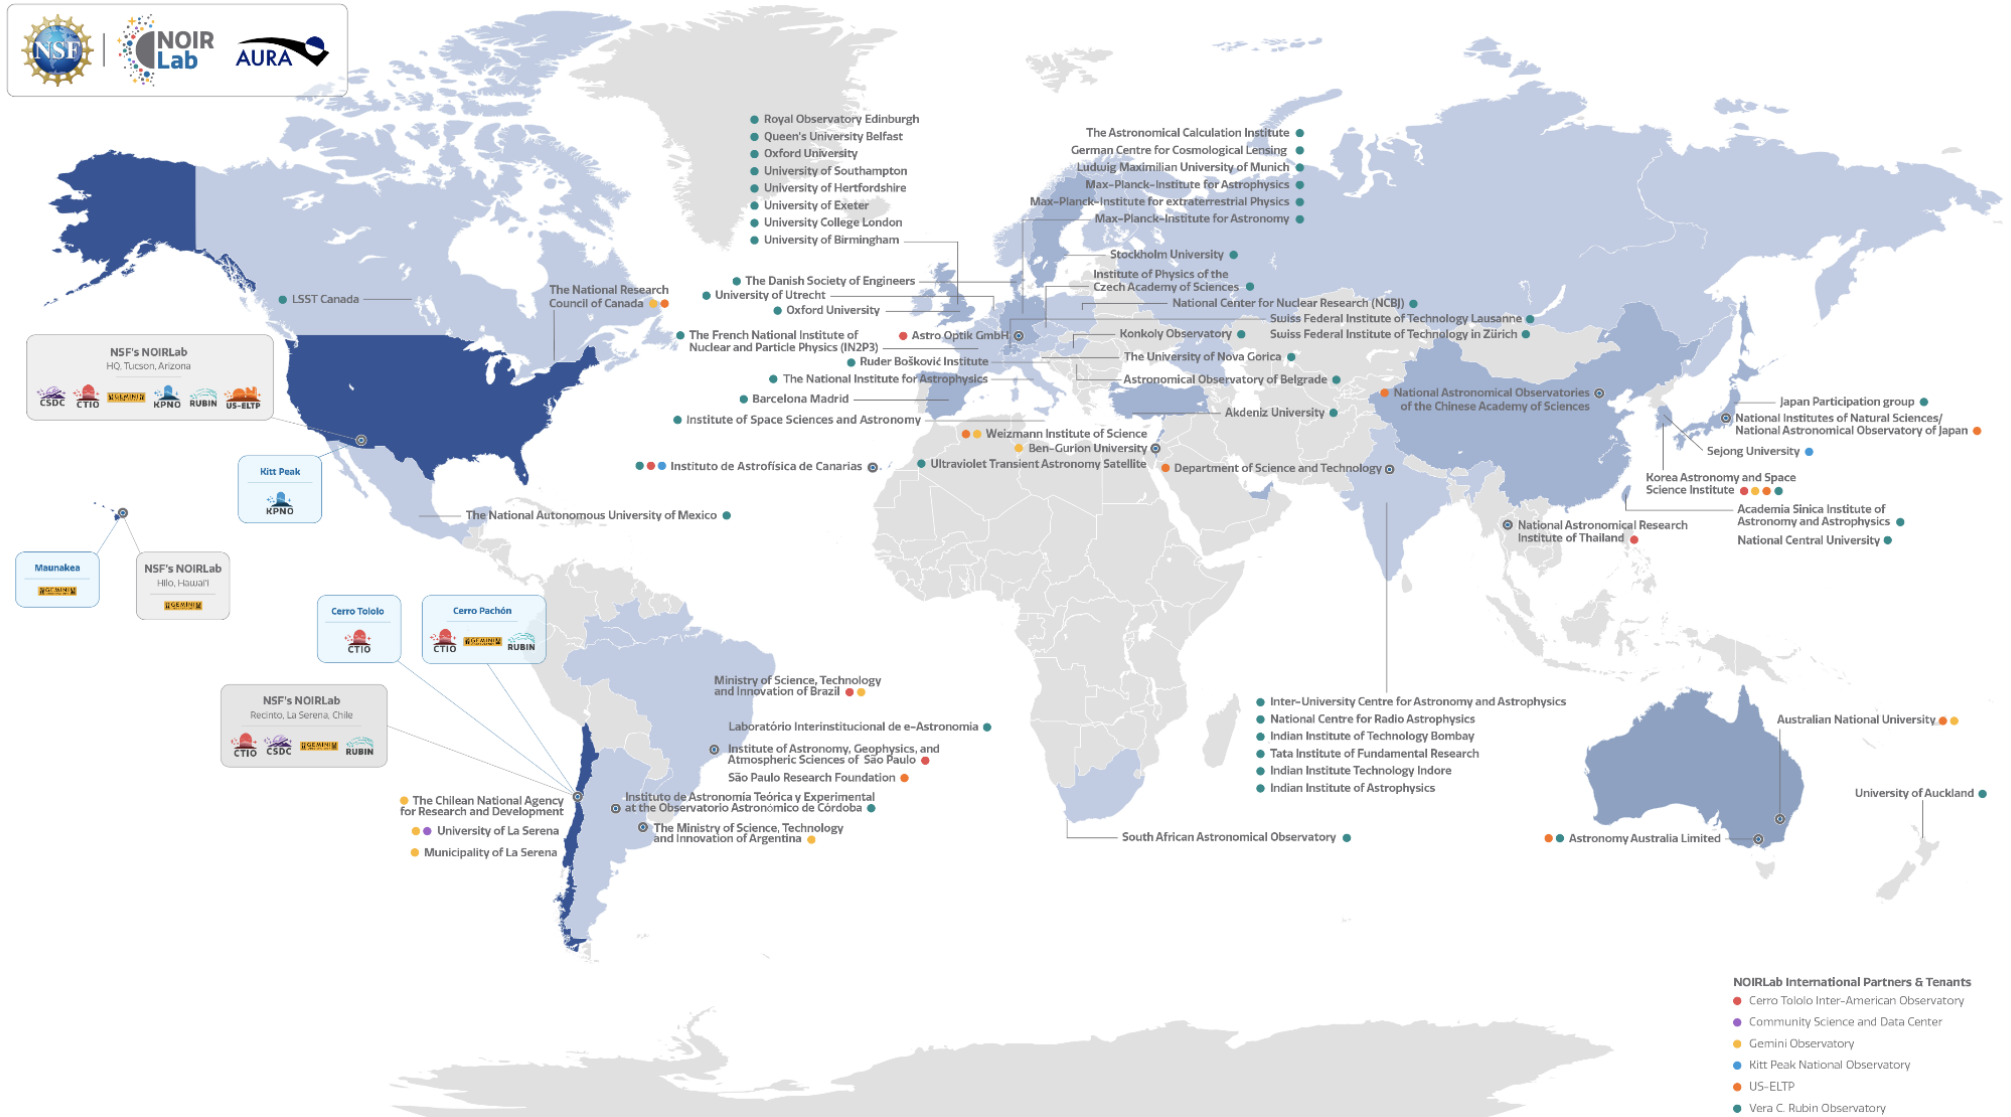 NSF
NOIR
Lab
AURA
Royal Observatory Edinburgh
Queen's University Belfast
Oxford University
University of Southampton
University of Hertfordshire
University of Exeter
University College London
University of Birmingham
The Danish Society of Engineers
University of Utrecht
Oxford University
The French National Institute of
Nuclear and Particle Physics (IN2P3)
Astro Optik GmbH
Ruder Bošković Institute
The National Institute for Astrophysics
Barcelona Madrid
Institute of Space Sciences and Astronomy
Weizmann Institute of Science
Ben-Gurion University
Instituto de Astrofísica de Canarias
Ultraviolet Transient Astronomy Satellite
The Astronomical Calculation Institute
German Centre for Cosmological Lensing
Ludwig Maximilian University of Munich
Max-Planck-Institute for Astrophysics
Max-Planck-Institute for extraterrestrial Physics
Max-Planck-Institute for Astronomy
Stockholm University
Institute of Physics of the
Czech Academy of Sciences
National Center for Nuclear Research (NCBJ)
Swiss Federal Institute of Technology Lausanne
Konkoly Observatory
Swiss Federal Institute of Technology in Zürich
The University of Nova Gorica
Astronomical Observatory of Belgrade
Akdeniz University
Department of Science and Technology
National Astronomical Observatories
of the Chinese Academy of Sciences
Japan Participation group
National Institutes of Natural Sciences/
National Astronomical Observatory of Japan
Sejong University
Korea Astronomy and Space
Science Institute
Academia Sinica Institute of
Astronomy and Astrophysics
National Central University
National Astronomical Research
Institute of Thailand
LSST Canada
The National Research
Council of Canada
NSF's NOIRLab
HQ, Tucson, Arizona
CSDC
CTIO
GEMINI
KPNO
RUBIN
US-ELTP
Kitt Peak
KPNO
The National Autonomous University of Mexico
Maunakea
GEMINI
NSF's NOIRLab
Hilo, Hawai'i
GEMINI
Cerro Tololo
CTIO
Cerro Pachón
CTIO
GEMINI
RUBIN
NSF's NOIRLab
Recinto, La Serena, Chile
CTIO
CSDC
GEMINI
RUBIN
Ministry of Science, Technology
and Innovation of Brazil
Laboratório Interinstitucional de e-Astronomia
Institute of Astronomy, Geophysics, and
Atmospheric Sciences of São Paulo
São Paulo Research Foundation
Instituto de Astronomía Teórica y Experimental
at the Observatorio Astronómico de Córdoba
The Ministry of Science, Technology
and Innovation of Argentina
The Chilean National Agency
for Research and Development
University of La Serena
Municipality of La Serena
Inter-University Centre for Astronomy and Astrophysics
National Centre for Radio Astrophysics
Indian Institute of Technology Bombay
Tata Institute of Fundamental Research
Indian Institute Technology Indore
Indian Institute of Astrophysics
South African Astronomical Observatory
Australian National University
University of Auckland
Astronomy Australia Limited
NOIRLab International Partners & Tenants
Cerro Tololo Inter-American Observatory
Community Science and Data Center
Gemini Observatory
Kitt Peak National Observatory
US-ELTP
Vera C. Rubin Observatory